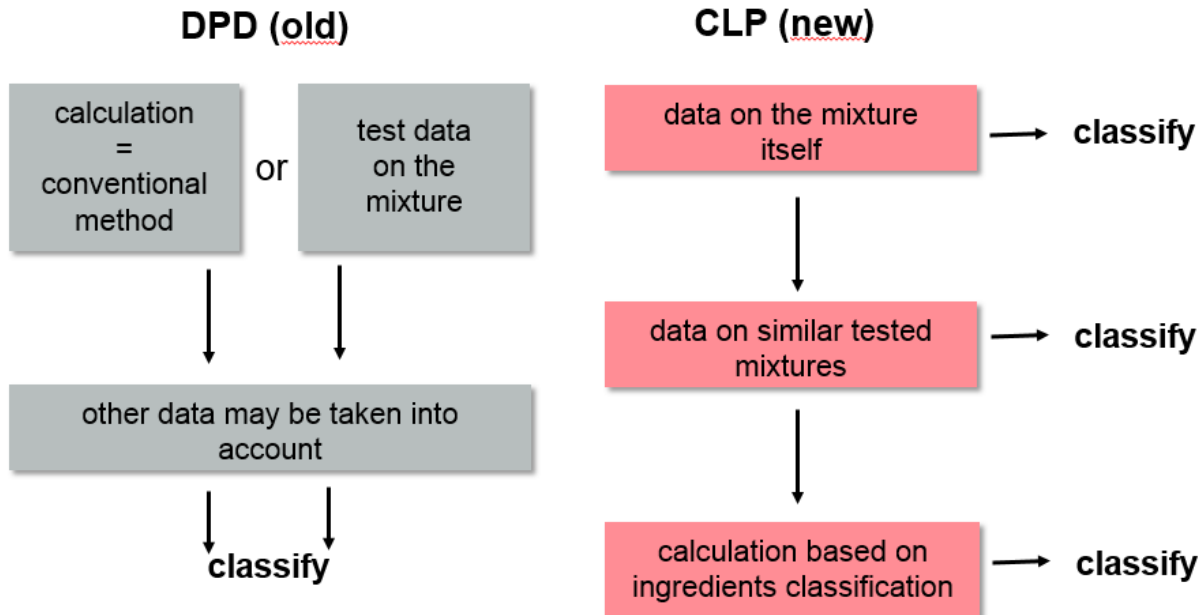 DPD (old)
calculation
=
conventional
method
or
test data
on the
mixture
other data may be taken into
account
classify
CLP (new)
data on the mixture
itself
classify
data on similar tested
mixtures
classify
calculation based on
ingredients classification
classify